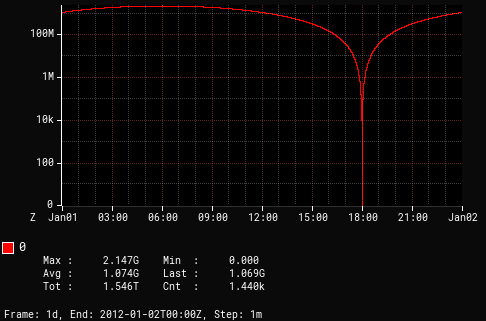 100M
1M
10k
100
0
Z Jan01 03:00 06:00 09:00 12:00 15:00 18:00 21:00 Jan02
0
Max : 2.147G Min : 0.000
Avg : 1.074G Last : 1.069G
Tot : 1.546T Cnt : 1.440k
Frame: 1d, End: 2012-01-02T00:00Z, Step: 1m